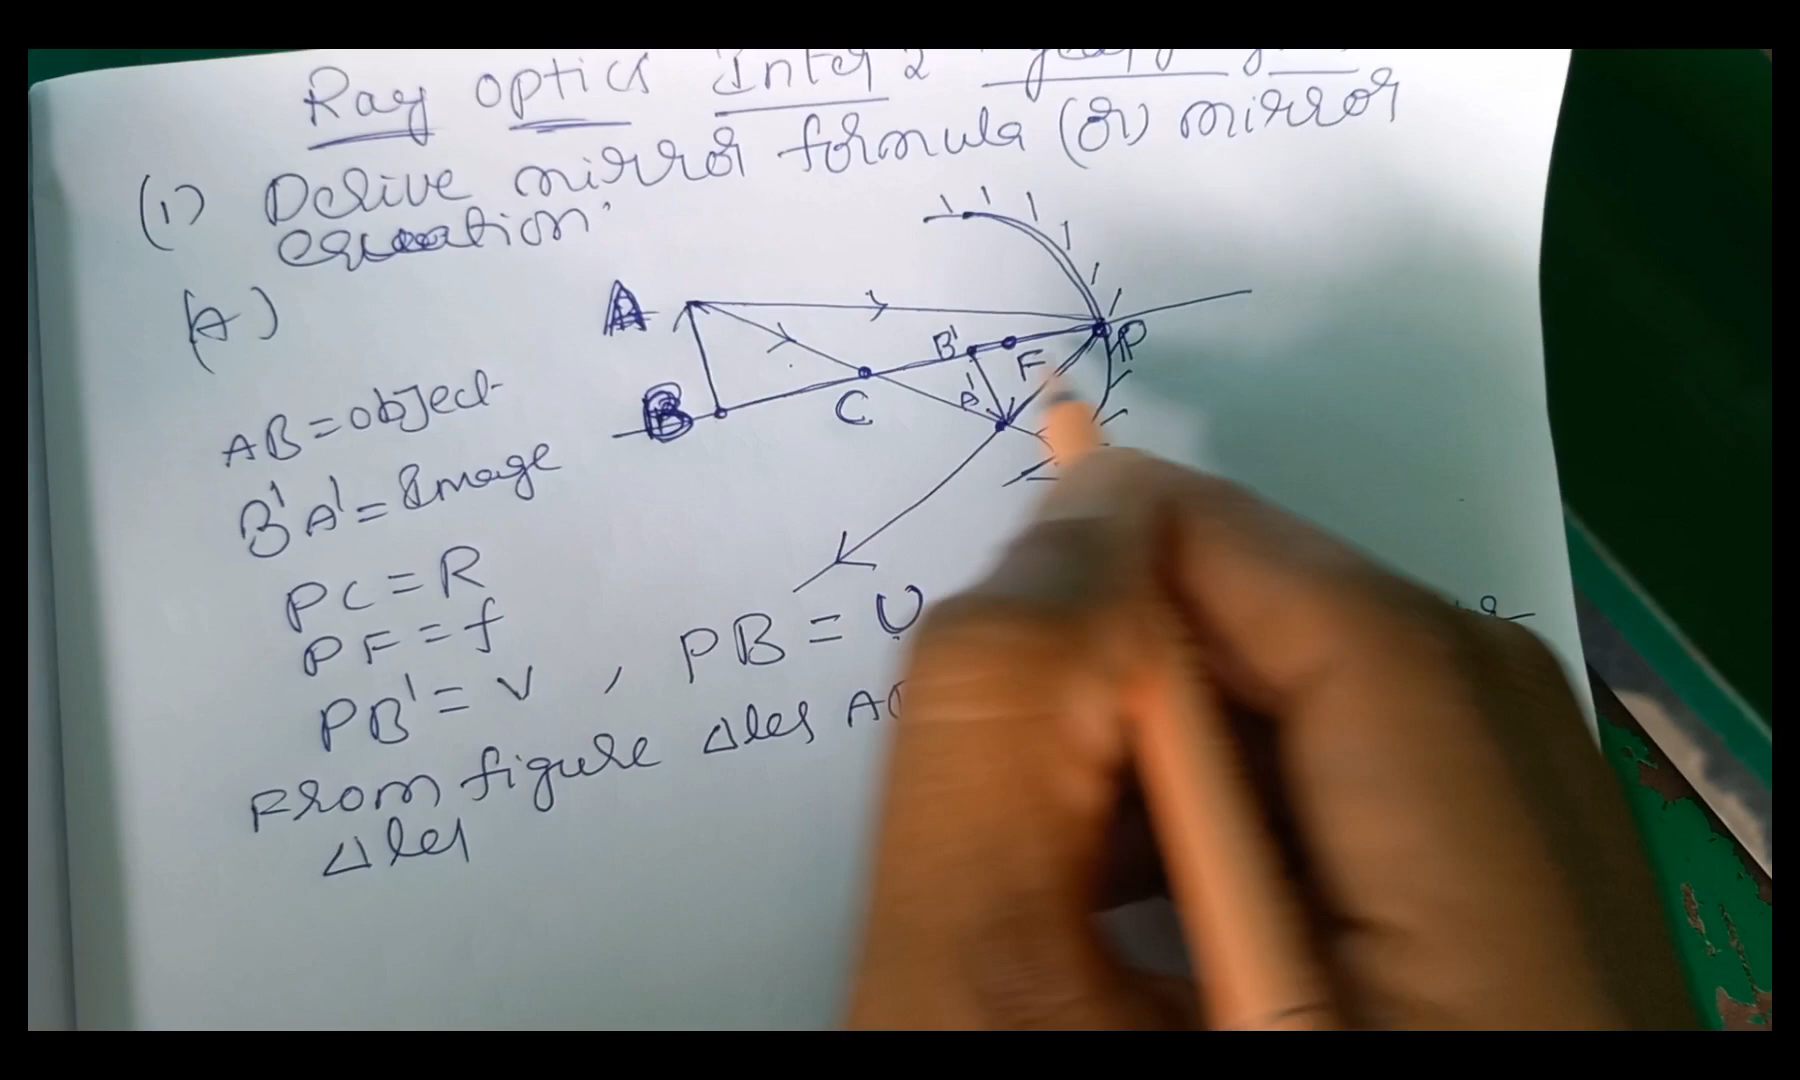 Ray optics Inter 2
(1) Derive mirror formula (or) mirror
equation:
(A)
A
B'
F
P
B
C
A'
AB = object
B'A' = Image
PC = R
PF = f
PB' = v , PB = U
From figure Δles AC
Δles